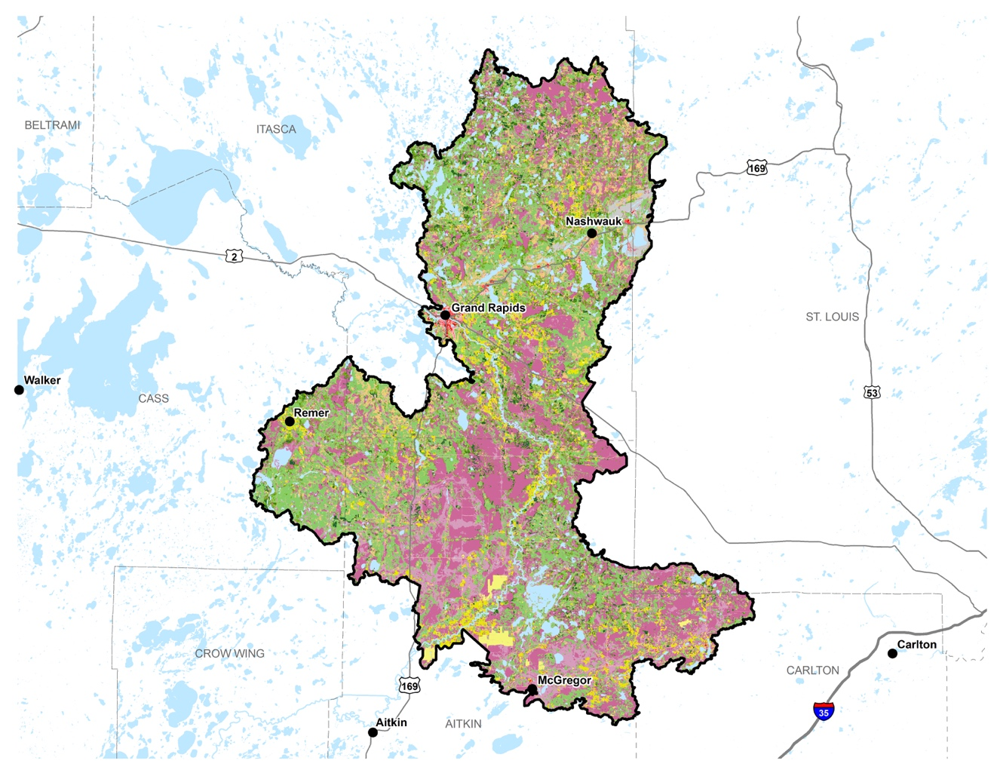 BELTRAMI
ITASCA
169
Nashwauk
2
Grand Rapids
ST. LOUIS
Walker
CASS
53
Remer
CROW WING
Carlton
CARLTON
McGregor
169
35
Aitkin
AITKIN